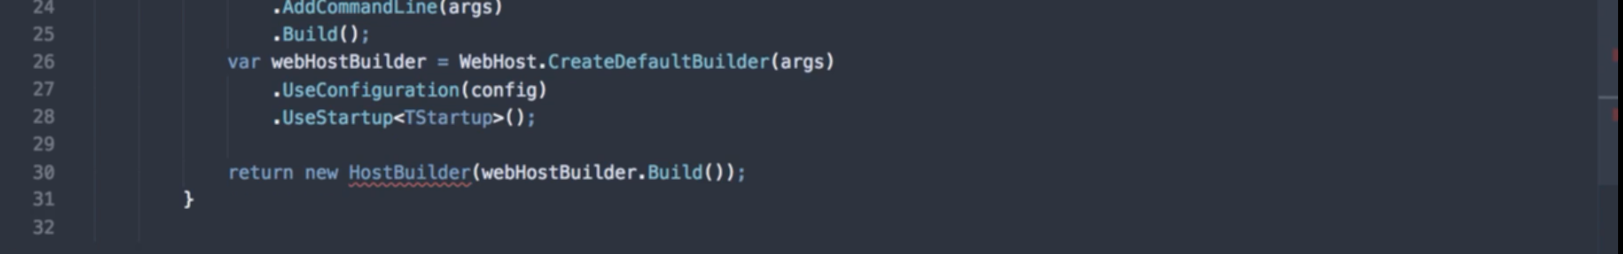 24 .AddCommandLine(args)
25 .Build();
26 var webHostBuilder = WebHost.CreateDefaultBuilder(args)
27 .UseConfiguration(config)
28 .UseStartup<TStartup>();
29
30 return new HostBuilder(webHostBuilder.Build());
31 }
32